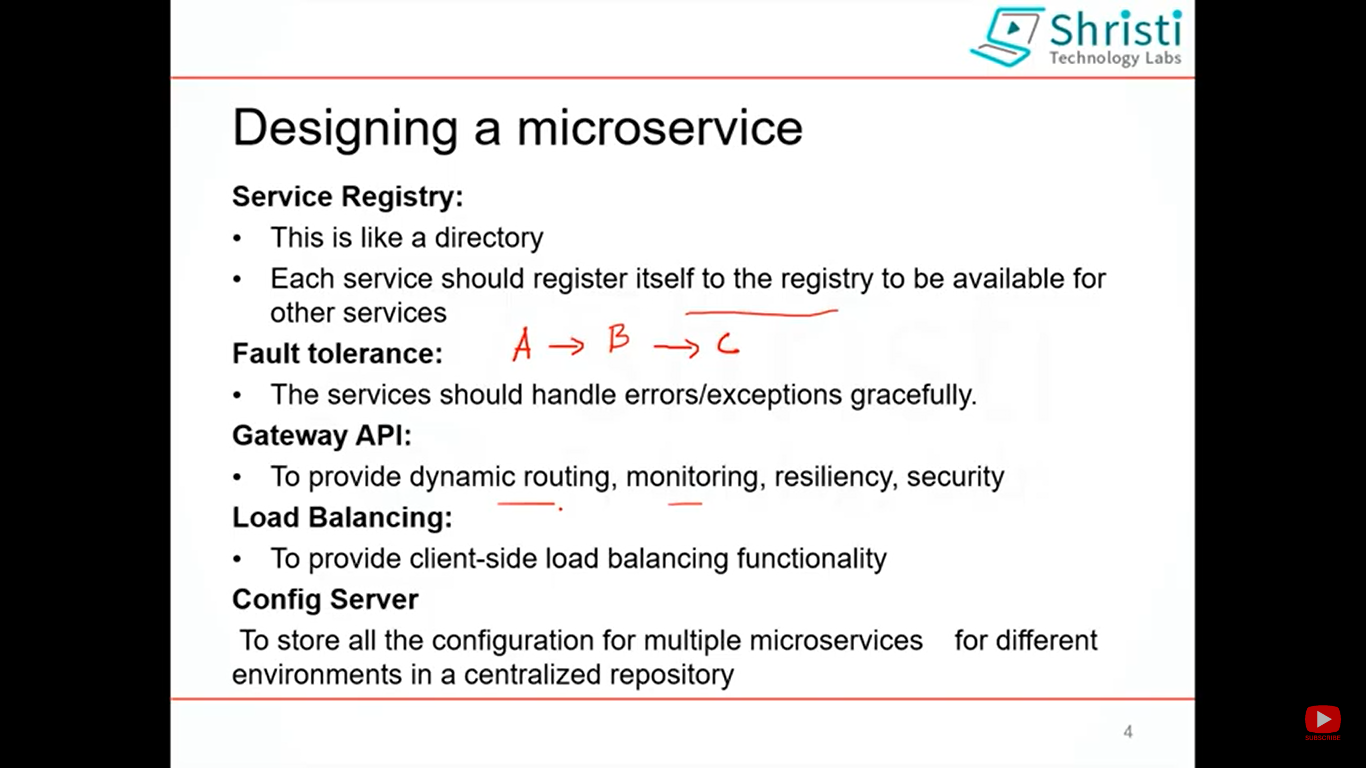 Shristi
Technology Labs
Designing a microservice
Service Registry:
• This is like a directory
• Each service should register itself to the registry to be available for
other services
A → B → C
Fault tolerance:
• The services should handle errors/exceptions gracefully.
Gateway API:
• To provide dynamic routing, monitoring, resiliency, security
Load Balancing:
• To provide client-side load balancing functionality
Config Server
To store all the configuration for multiple microservices for different
environments in a centralized repository
4
SUBSCRIBE